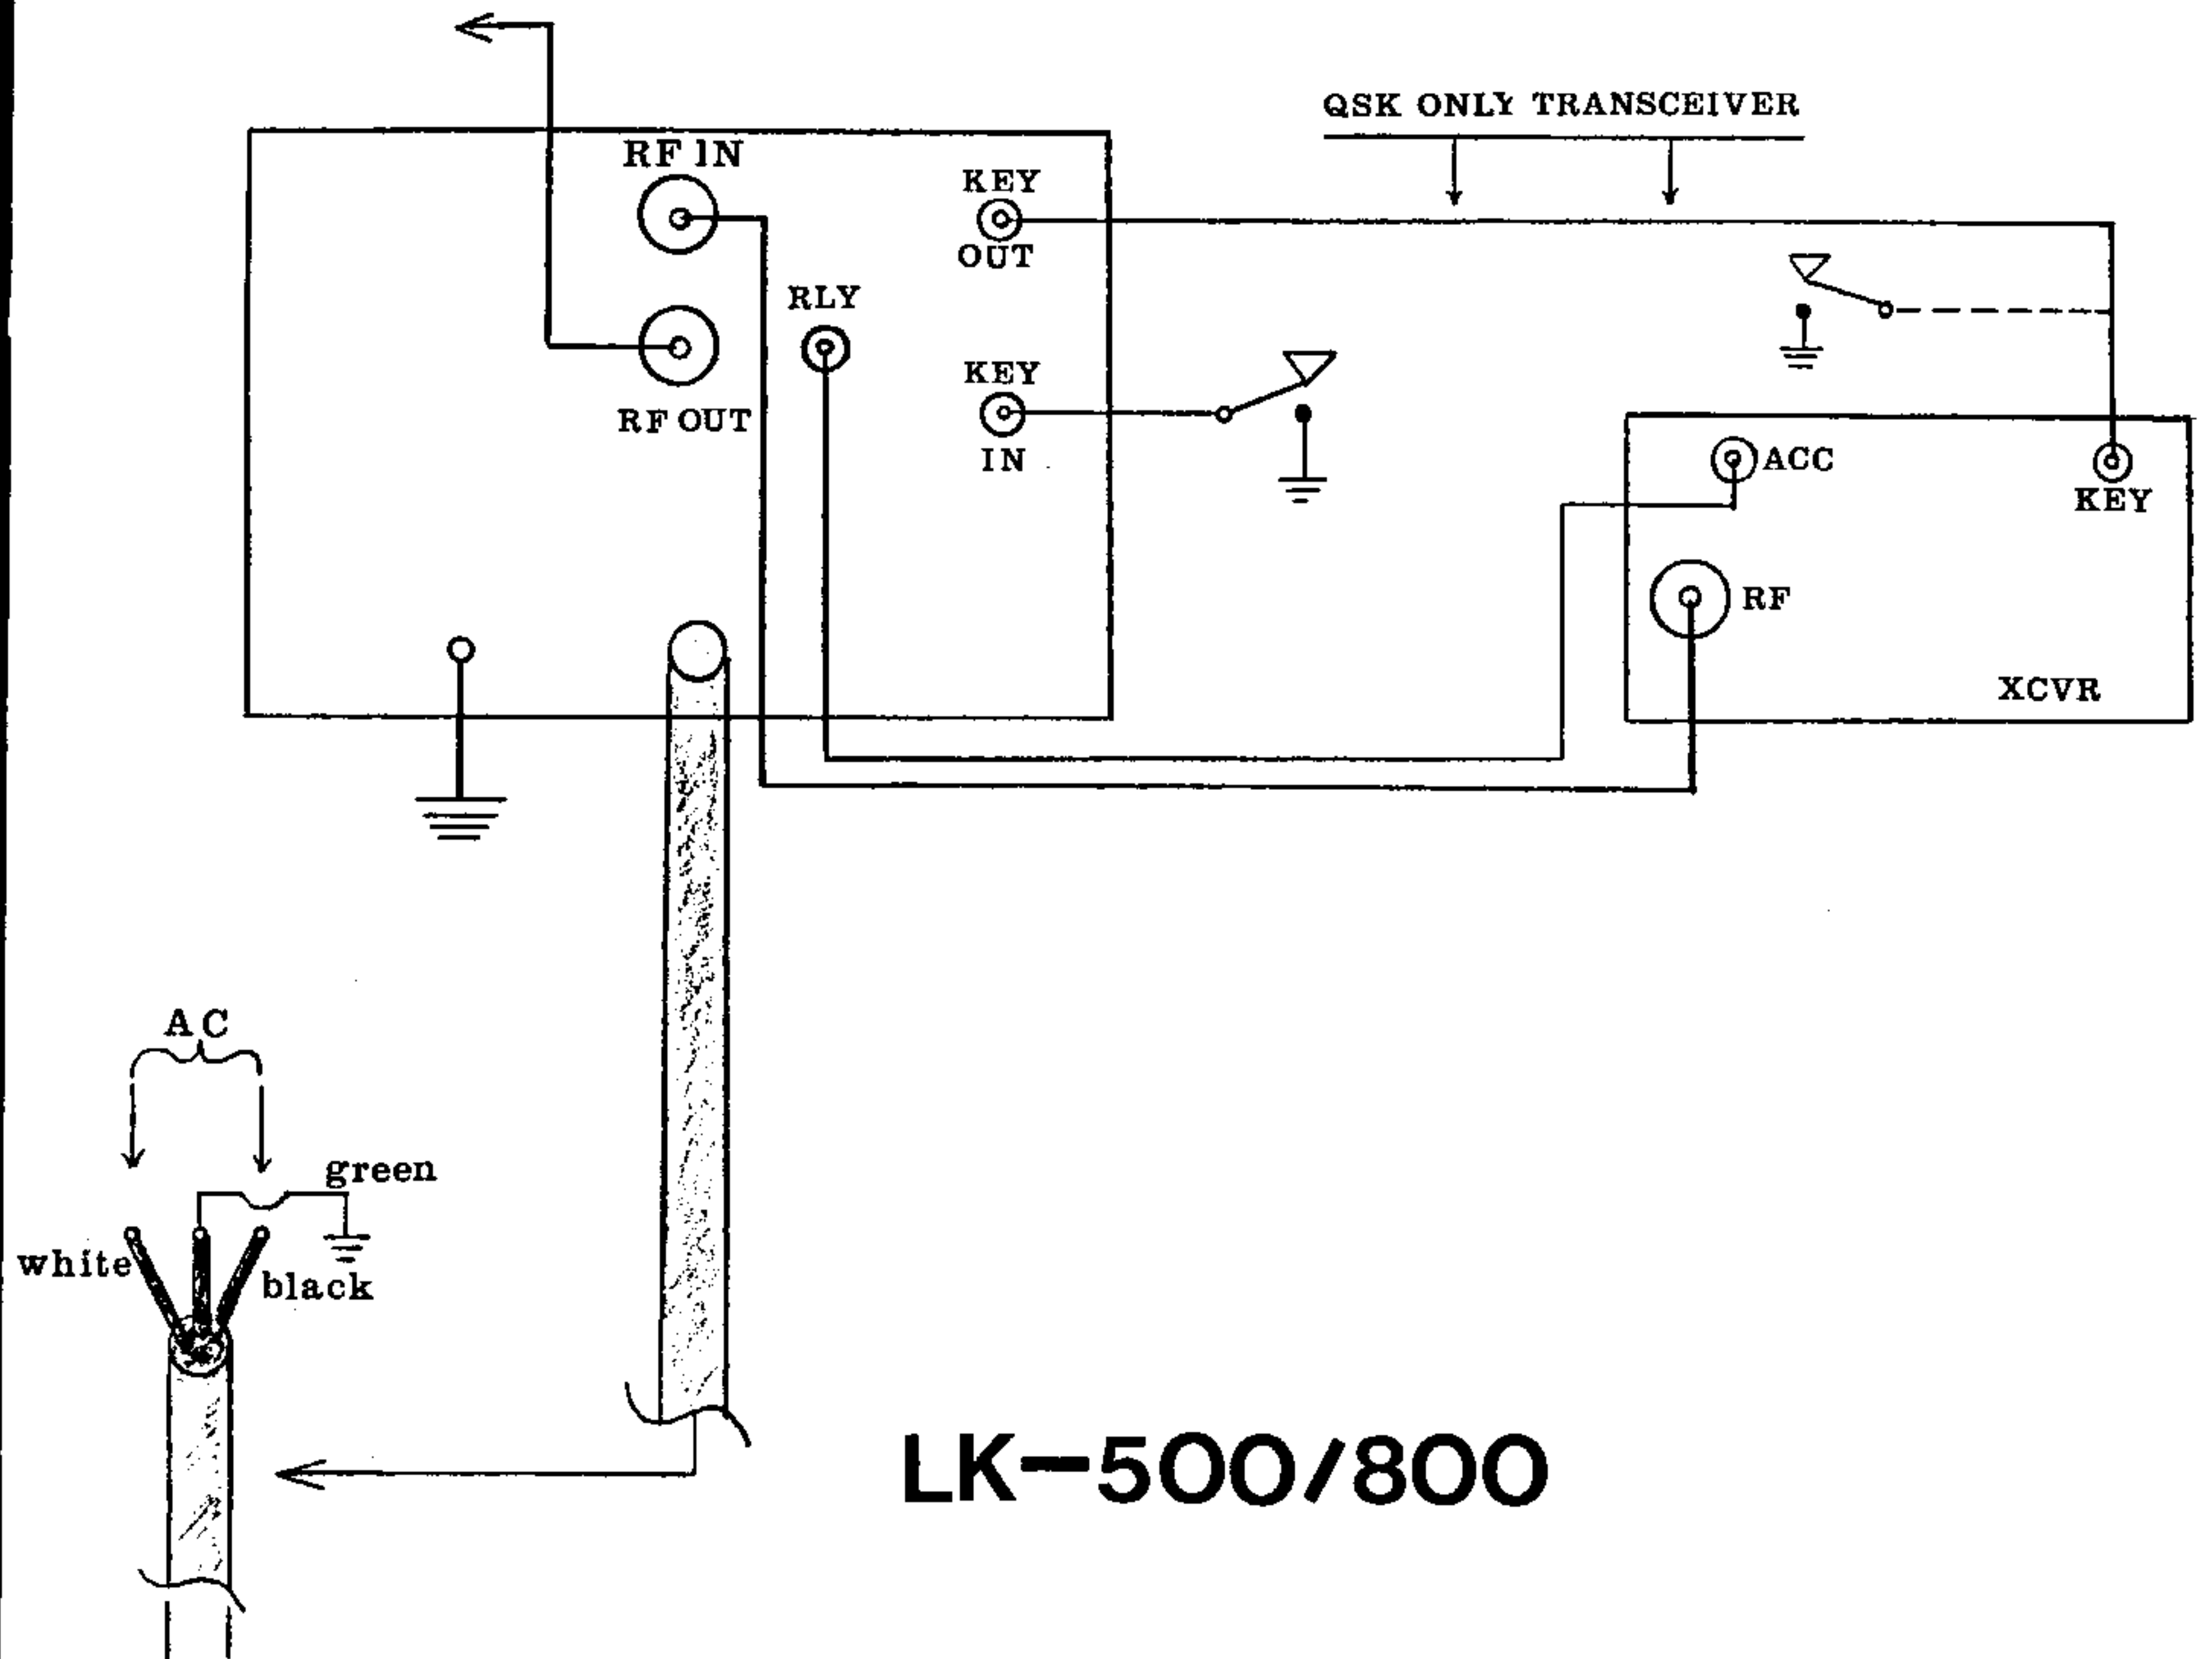 QSK ONLY TRANSCEIVER
RF IN
KEY
OUT
RLY
RF OUT
KEY
IN
ACC
KEY
RF
XCVR
AC
green
white
black
LK-500/800